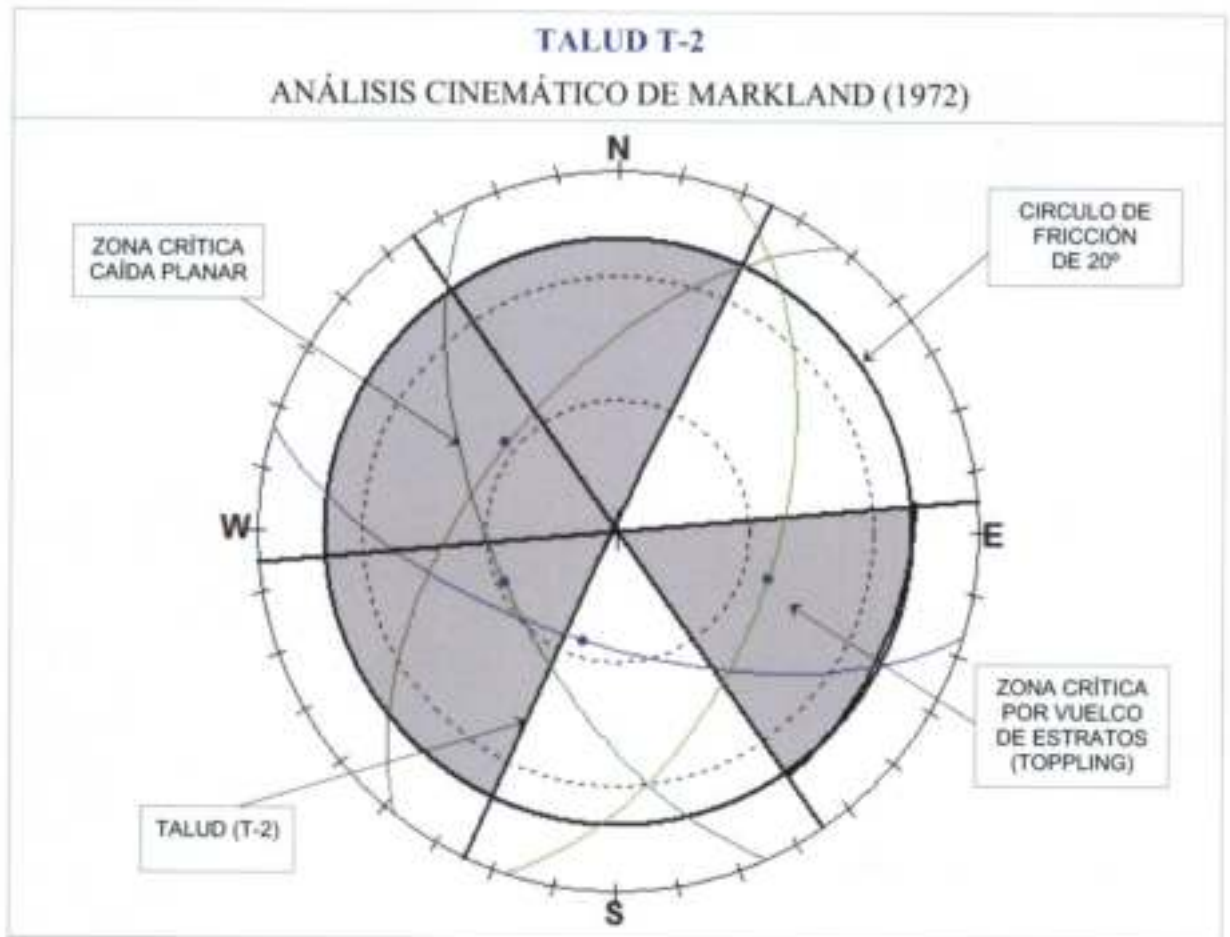 TALUD T-2
ANÁLISIS CINEMÁTICO DE MARKLAND (1972)
N
ZONA CRÍTICA
CAÍDA PLANAR
CIRCULO DE
FRICCIÓN
DE 20º
W
E
ZONA CRÍTICA
POR VUELCO
DE ESTRATOS
(TOPPLING)
TALUD (T-2)
S